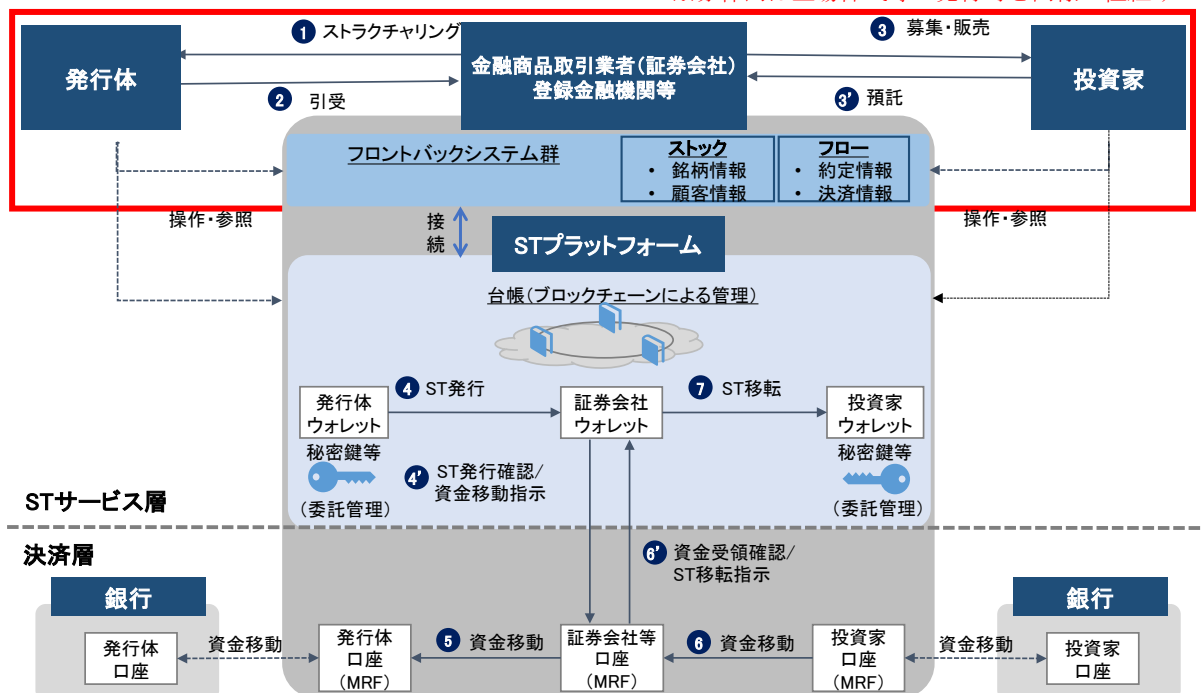 1 ストラクチャリング
3 募集・販売
発行体
金融商品取引業者(証券会社)
登録金融機関等
投資家
2 引受
3' 預託
フロントバックシステム群
ストック
・ 銘柄情報
・ 顧客情報
フロー
・ 約定情報
・ 決済情報
操作・参照
接
続
操作・参照
STプラットフォーム
台帳(ブロックチェーンによる管理)
4 ST発行
7 ST移転
発行体
ウォレット
証券会社
ウォレット
投資家
ウォレット
秘密鍵等
(委託管理)
4' ST発行確認/
資金移動指示
秘密鍵等
(委託管理)
STサービス層
決済層
6' 資金受領確認/
ST移転指示
銀行
銀行
発行体
口座
資金移動
発行体
口座
(MRF)
5 資金移動
証券会社等
口座
(MRF)
6 資金移動
投資家
口座
(MRF)
資金移動
投資家
口座